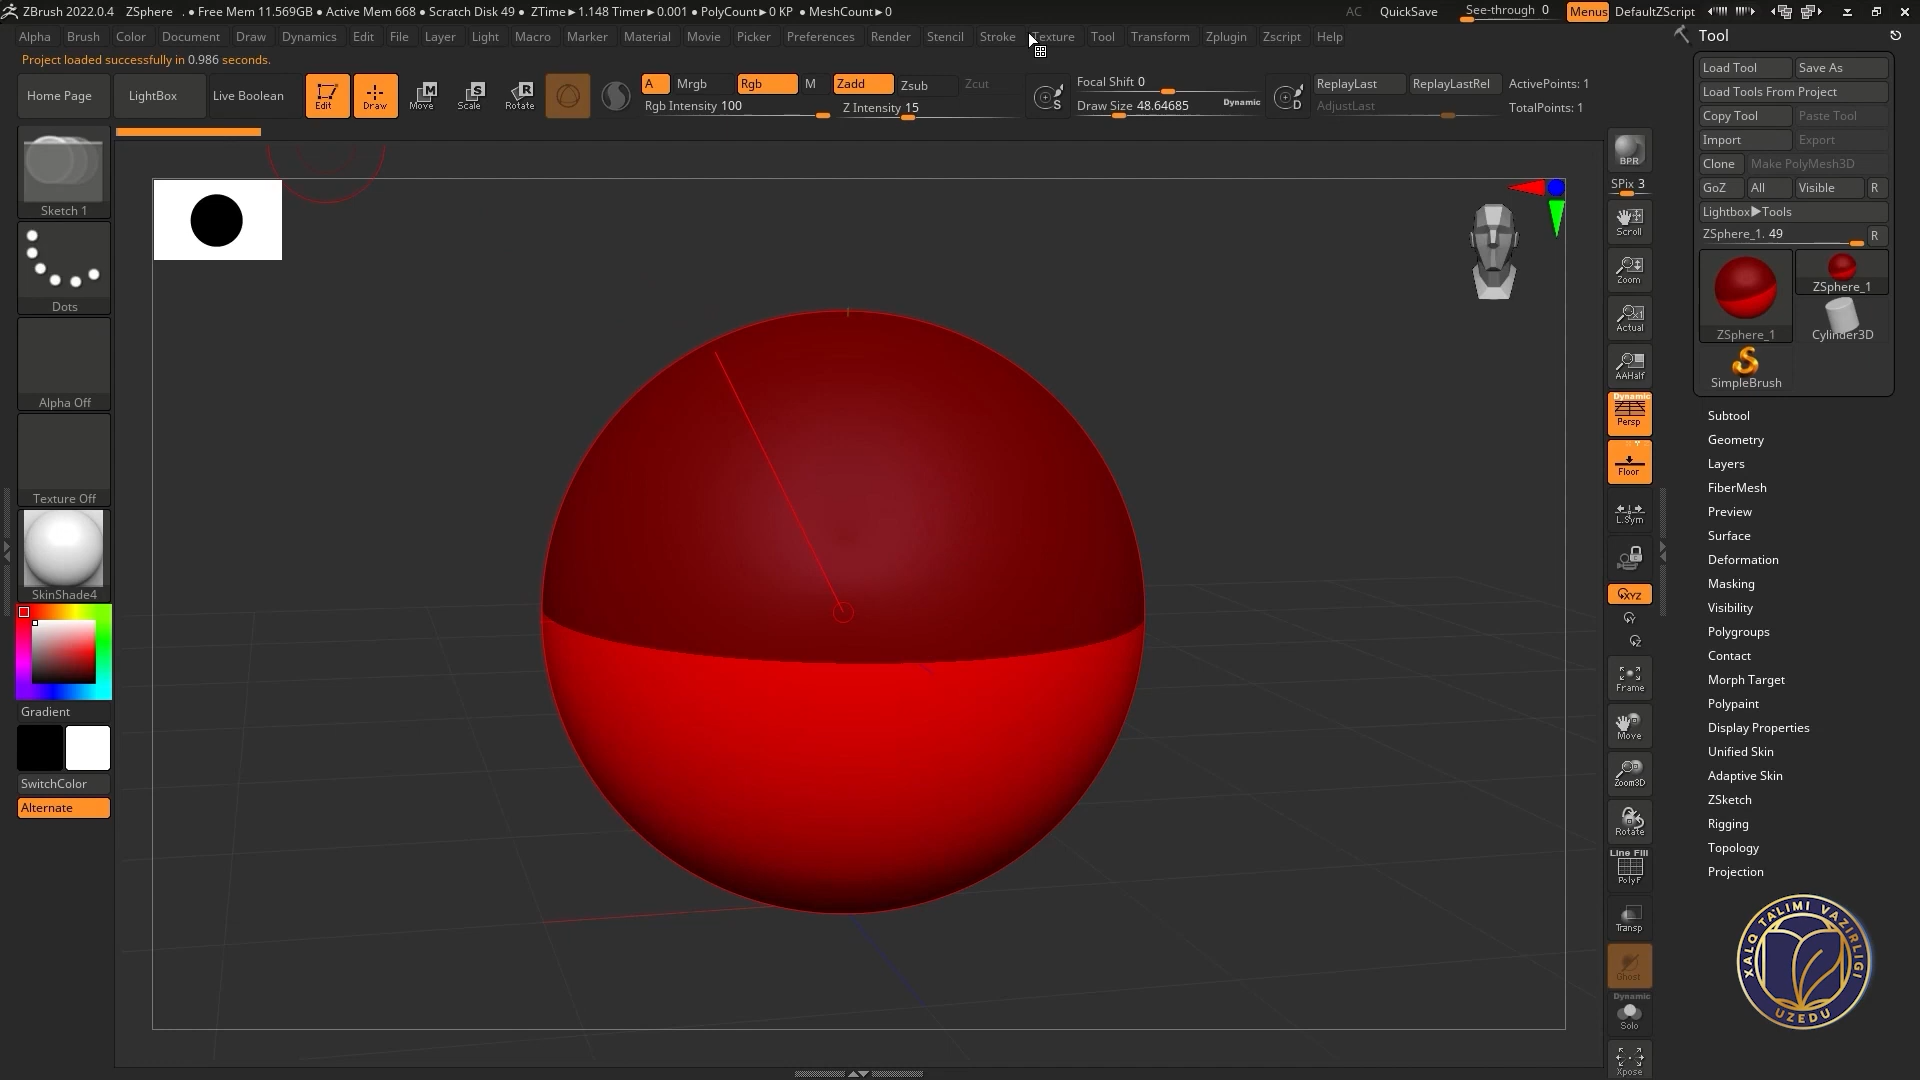 ZBrush 2022.0.4 ZSphere . ● Free Mem 11.569GB ● Active Mem 668 ● Scratch Disk 49 ● ZTime►1.148 Timer►0.001 ● PolyCount►0 KP ● MeshCount►0 AC QuickSave See-through 0 Menus DefaultZScript
Alpha Brush Color Document Draw Dynamics Edit File Layer Light Macro Marker Material Movie Picker Preferences Render Stencil Stroke Texture Tool Transform Zplugin Zscript Help
Project loaded successfully in 0.986 seconds.
Home Page LightBox Live Boolean
Edit Draw Move Scale Rotate
M S R
A Mrgb Rgb M Zadd Zsub Zcut
Rgb Intensity 100 Z Intensity 15
S
Focal Shift 0
Draw Size 48.64685 Dynamic
D
ReplayLast ReplayLastRel
AdjustLast
ActivePoints: 1
TotalPoints: 1
Sketch 1
Dots
Alpha Off
Texture Off
SkinShade4
Gradient
SwitchColor
Alternate
BPR
SPix 3
Scroll
Zoom
Actual
AAHalf
Dynamic
Persp
Floor
L.Sym
XYZ
Y
Z
Frame
Move
Zoom3D
Rotate
Line Fill
PolyF
Transp
Ghost
Dynamic
Solo
Xpose
Tool
Load Tool Save As
Load Tools From Project
Copy Tool Paste Tool
Import Export
Clone Make PolyMesh3D
GoZ All Visible R
Lightbox►Tools
ZSphere_1. 49 R
ZSphere_1
ZSphere_1
Cylinder3D
SimpleBrush
Subtool
Geometry
Layers
FiberMesh
Preview
Surface
Deformation
Masking
Visibility
Polygroups
Contact
Morph Target
Polypaint
Display Properties
Unified Skin
Adaptive Skin
ZSketch
Rigging
Topology
Projection
XALQ TA'LIMI VAZIRLIGI
UZEDU